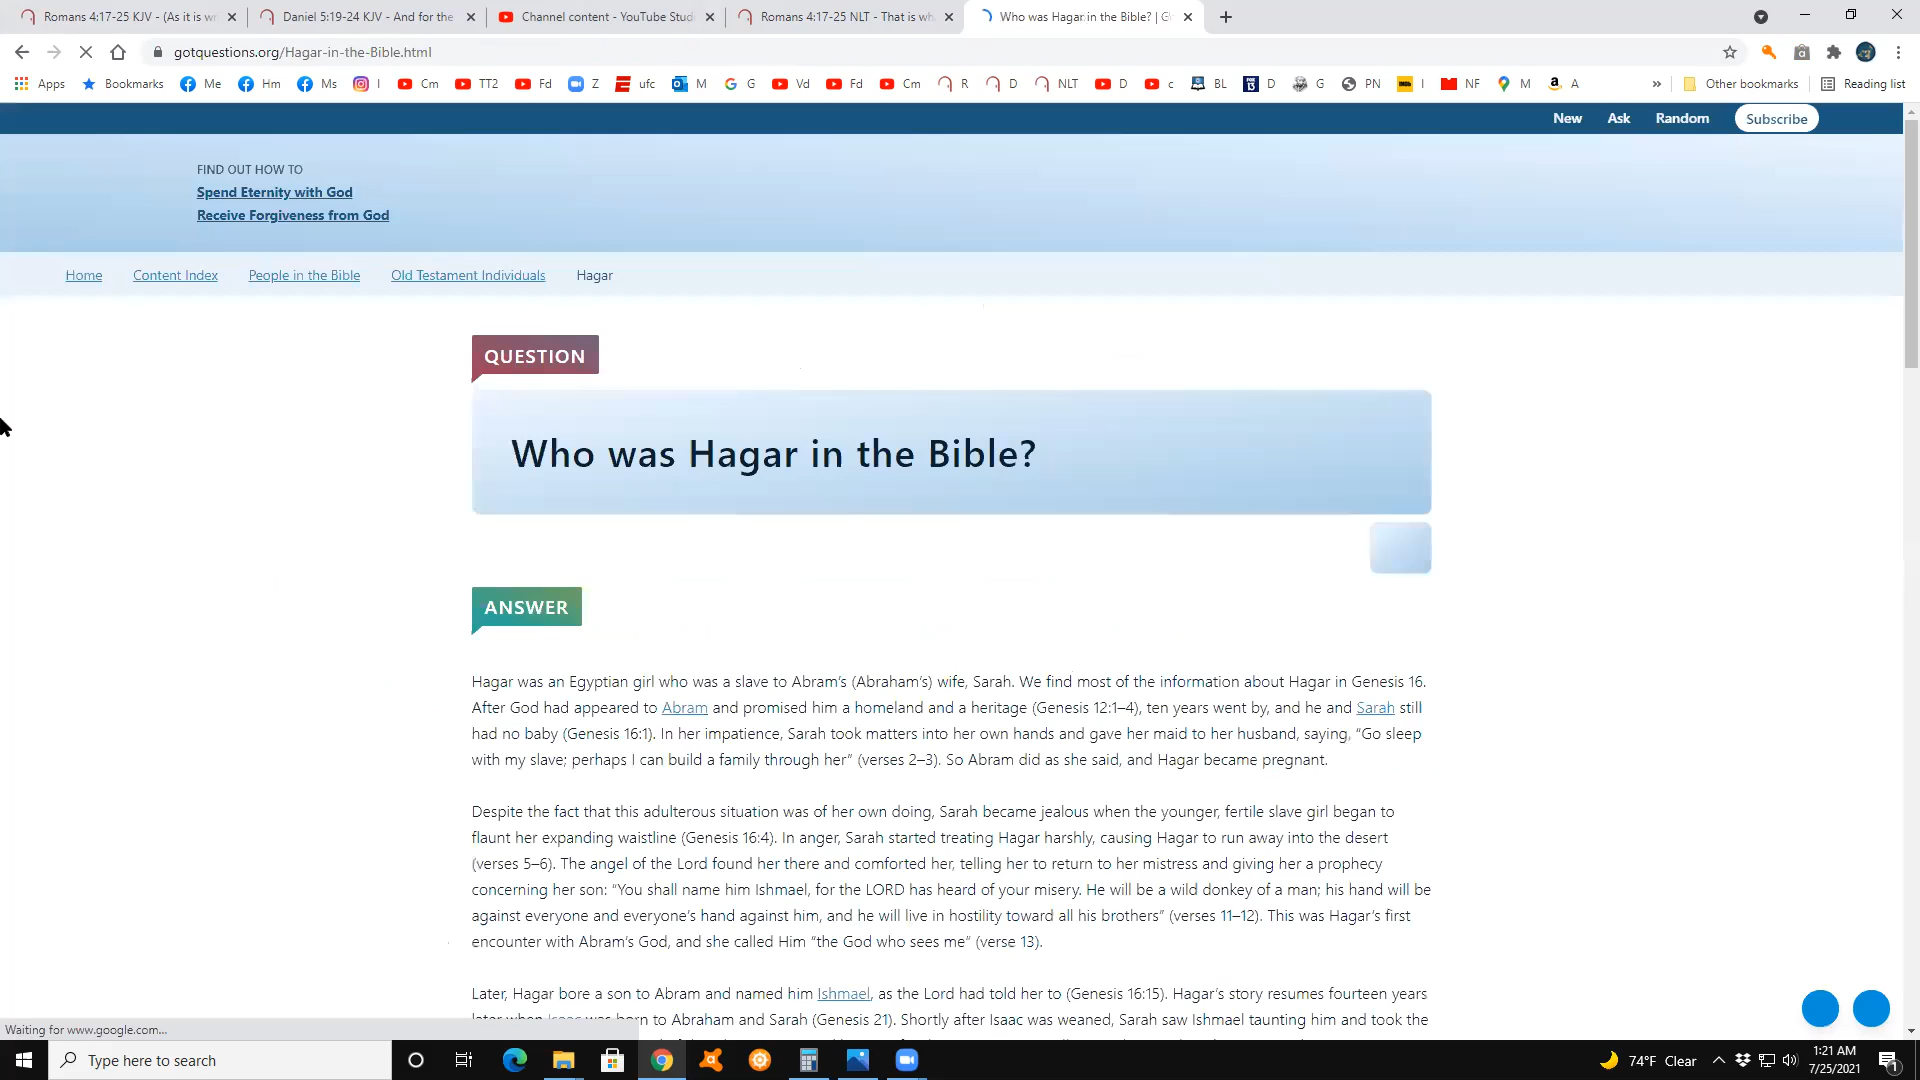 Romans 4:17-25 KJV - (As it is wr
Daniel 5:19-24 KJV - And for the
Channel content - YouTube Studi
Romans 4:17-25 NLT - That is wh
Who was Hagar in the Bible? | G
gotquestions.org/Hagar-in-the-Bible.html
Apps Bookmarks Me Hm Ms I Cm TT2 Fd Z ufc M G Vd Fd Cm R D NLT D c BL D G PN I NF M A » Other bookmarks Reading list
New Ask Random Subscribe
FIND OUT HOW TO
Spend Eternity with God
Receive Forgiveness from God
Home Content Index People in the Bible Old Testament Individuals Hagar
QUESTION
Who was Hagar in the Bible?
ANSWER
Hagar was an Egyptian girl who was a slave to Abram’s (Abraham’s) wife, Sarah. We find most of the information about Hagar in Genesis 16.
After God had appeared to Abram and promised him a homeland and a heritage (Genesis 12:1–4), ten years went by, and he and Sarah still
had no baby (Genesis 16:1). In her impatience, Sarah took matters into her own hands and gave her maid to her husband, saying, “Go sleep
with my slave; perhaps I can build a family through her” (verses 2–3). So Abram did as she said, and Hagar became pregnant.
Despite the fact that this adulterous situation was of her own doing, Sarah became jealous when the younger, fertile slave girl began to
flaunt her expanding waistline (Genesis 16:4). In anger, Sarah started treating Hagar harshly, causing Hagar to run away into the desert
(verses 5–6). The angel of the Lord found her there and comforted her, telling her to return to her mistress and giving her a prophecy
concerning her son: “You shall name him Ishmael, for the LORD has heard of your misery. He will be a wild donkey of a man; his hand will be
against everyone and everyone’s hand against him, and he will live in hostility toward all his brothers” (verses 11–12). This was Hagar’s first
encounter with Abram’s God, and she called Him “the God who sees me” (verse 13).
Later, Hagar bore a son to Abram and named him Ishmael, as the Lord had told her to (Genesis 16:15). Hagar’s story resumes fourteen years
later when Isaac was born to Abraham and Sarah (Genesis 21). Shortly after Isaac was weaned, Sarah saw Ishmael taunting him and took the
Waiting for www.google.com...
Type here to search
74°F Clear
1:21 AM
7/25/2021
1